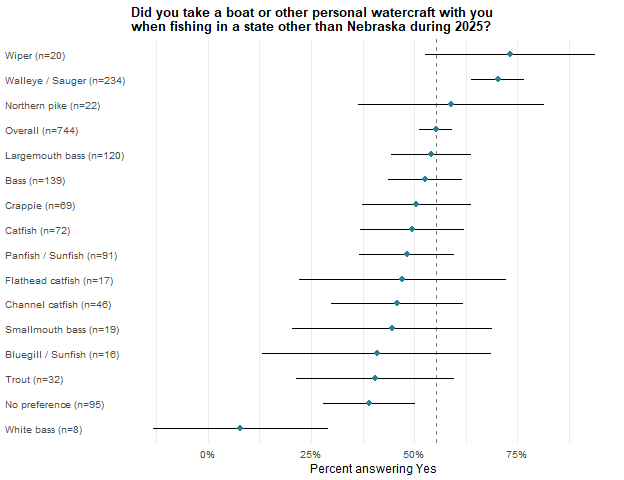 Did you take a boat or other personal watercraft with you
when fishing in a state other than Nebraska during 2025?
Wiper (n=20)
Walleye / Sauger (n=234)
Northern pike (n=22)
Overall (n=744)
Largemouth bass (n=120)
Bass (n=139)
Crappie (n=69)
Catfish (n=72)
Panfish / Sunfish (n=91)
Flathead catfish (n=17)
Channel catfish (n=46)
Smallmouth bass (n=19)
Bluegill / Sunfish (n=16)
Trout (n=32)
No preference (n=95)
White bass (n=8)
0% 25% 50% 75%
Percent answering Yes